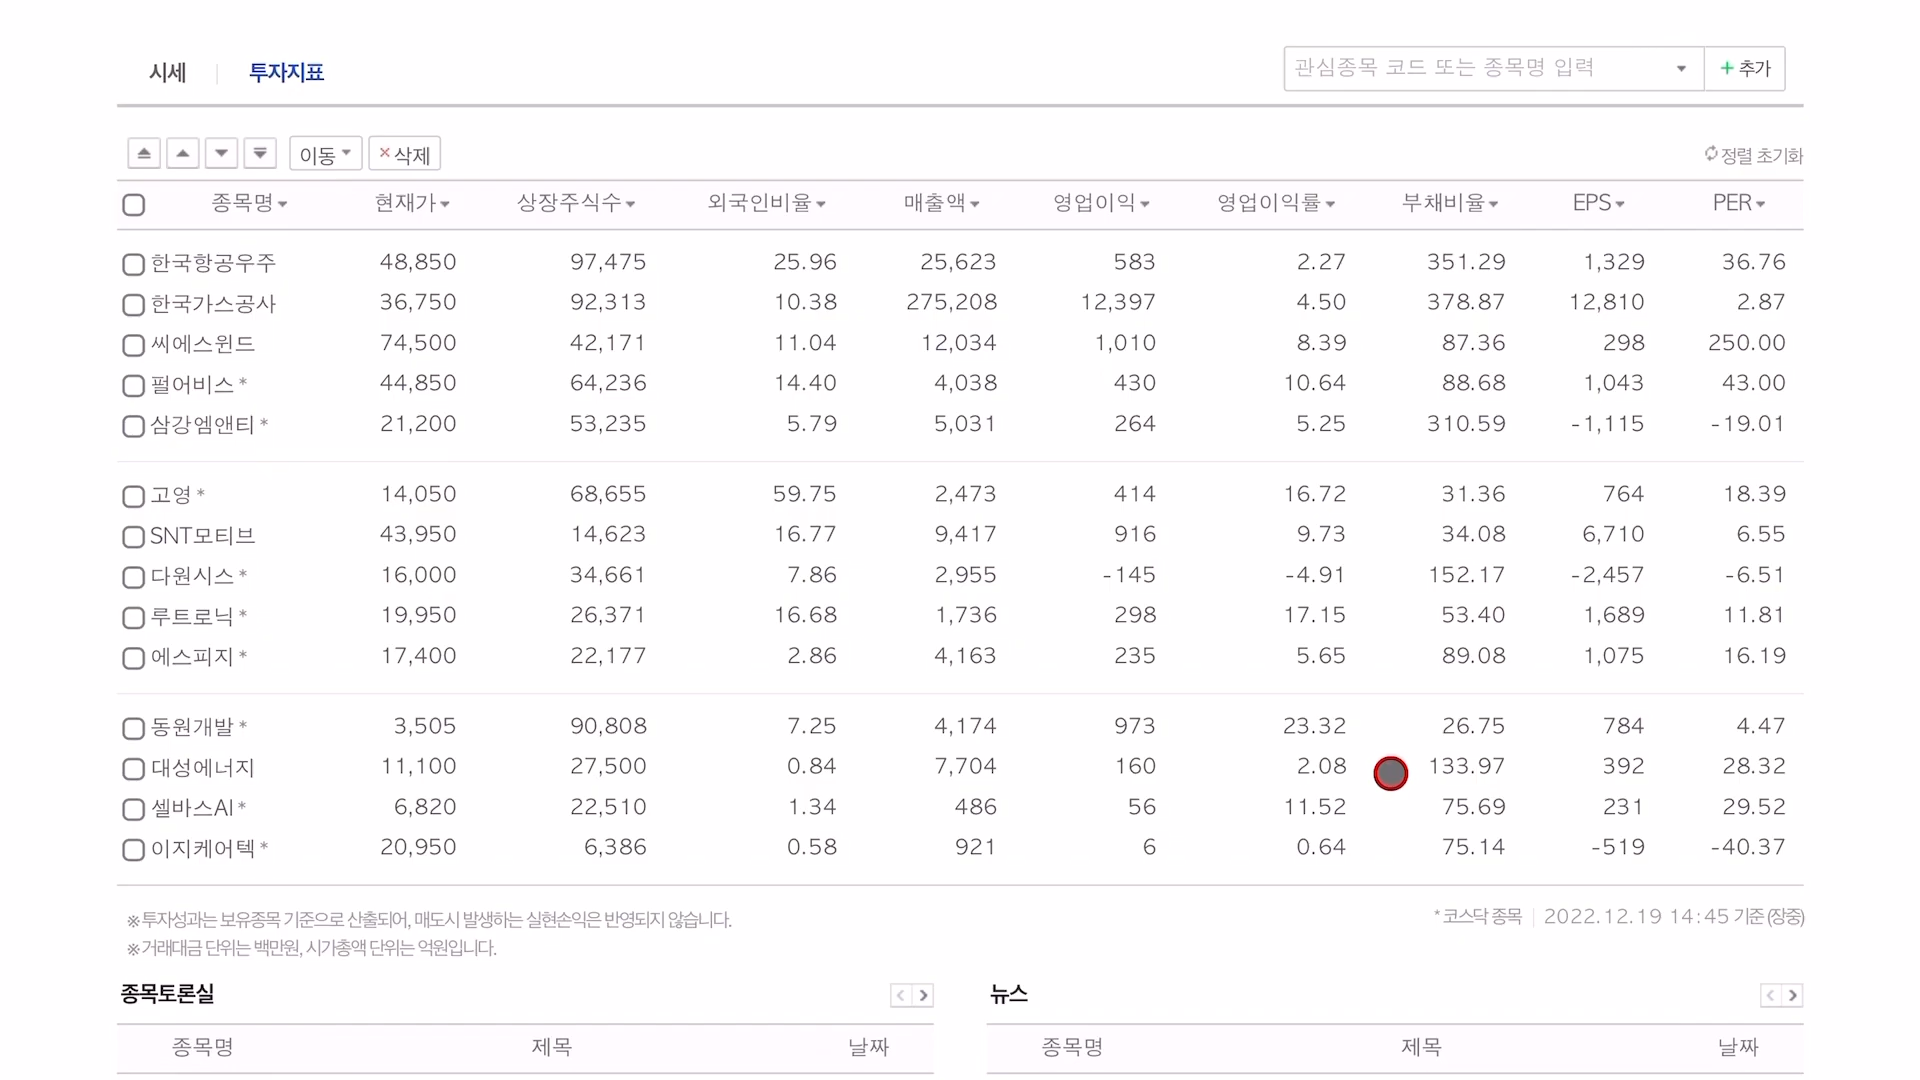 시세 투자지표 관심종목 코드 또는 종목명 입력 + 추가
이동 ×삭제 정렬 초기화
종목명 현재가 상장주식수 외국인비율 매출액 영업이익 영업이익률 부채비율 EPS PER
한국항공우주 48,850 97,475 25.96 25,623 583 2.27 351.29 1,329 36.76
한국가스공사 36,750 92,313 10.38 275,208 12,397 4.50 378.87 12,810 2.87
씨에스윈드 74,500 42,171 11.04 12,034 1,010 8.39 87.36 298 250.00
펄어비스 * 44,850 64,236 14.40 4,038 430 10.64 88.68 1,043 43.00
삼강엠앤티 * 21,200 53,235 5.79 5,031 264 5.25 310.59 -1,115 -19.01
고영 * 14,050 68,655 59.75 2,473 414 16.72 31.36 764 18.39
SNT모티브 43,950 14,623 16.77 9,417 916 9.73 34.08 6,710 6.55
다원시스 * 16,000 34,661 7.86 2,955 -145 -4.91 152.17 -2,457 -6.51
루트로닉 * 19,950 26,371 16.68 1,736 298 17.15 53.40 1,689 11.81
에스피지 * 17,400 22,177 2.86 4,163 235 5.65 89.08 1,075 16.19
동원개발 * 3,505 90,808 7.25 4,174 973 23.32 26.75 784 4.47
대성에너지 11,100 27,500 0.84 7,704 160 2.08 133.97 392 28.32
셀바스AI * 6,820 22,510 1.34 486 56 11.52 75.69 231 29.52
이지케어텍 * 20,950 6,386 0.58 921 6 0.64 75.14 -519 -40.37
※ 투자성과는 보유종목 기준으로 산출되어, 매도시 발생하는 실현손익은 반영되지 않습니다. * 코스닥 종목 2022.12.19 14:45 기준 (장중)
※ 거래대금 단위는 백만원, 시가총액 단위는 억원입니다.
종목토론실 뉴스
종목명 제목 날짜 종목명 제목 날짜